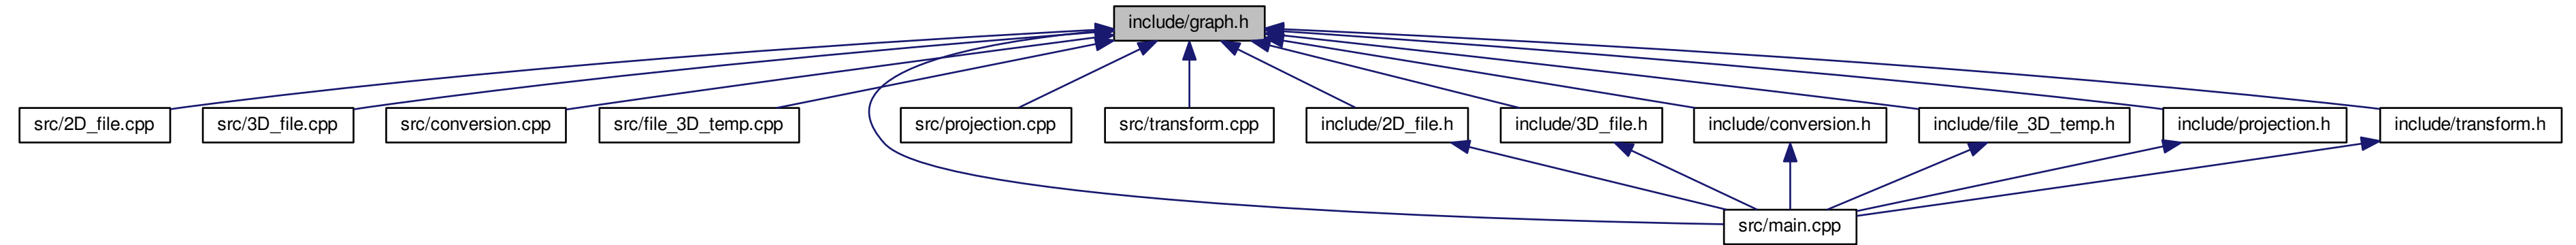 include/graph.h
src/2D_file.cpp
src/3D_file.cpp
src/conversion.cpp
src/file_3D_temp.cpp
src/projection.cpp
src/transform.cpp
include/2D_file.h
include/3D_file.h
include/conversion.h
include/file_3D_temp.h
include/projection.h
include/transform.h
src/main.cpp